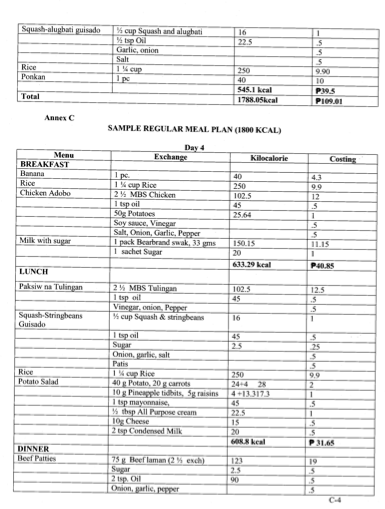 Squash-alugbati guisado ½ cup Squash and alugbati 16 1
½ tsp Oil 22.5 .5
Garlic, onion .5
Salt .5
Rice 1 ¼ cup 250 9.90
Ponkan 1 pc 40 10
545.1 kcal ₱39.5
Total 1788.05kcal ₱109.01
Annex C
SAMPLE REGULAR MEAL PLAN (1800 KCAL)
Day 4
Menu Exchange Kilocalorie Costing
BREAKFAST
Banana 1 pc. 40 4.3
Rice 1 ¼ cup Rice 250 9.9
Chicken Adobo 2 ½ MBS Chicken 102.5 12
1 tsp oil 45 .5
50g Potatoes 25.64 1
Soy sauce, Vinegar .5
Salt, Onion, Garlic, Pepper .5
Milk with sugar 1 pack Bearbrand swak, 33 gms 150.15 11.15
1 sachet Sugar 20 1
633.29 kcal ₱40.85
LUNCH
Paksiw na Tulingan 2 ½ MBS Tulingan 102.5 12.5
1 tsp oil 45 .5
Vinegar, onion, Pepper .5
Squash-Stringbeans Guisado ½ cup Squash & stringbeans 16 1
1 tsp oil 45 .5
Sugar 2.5 .25
Onion, garlic, salt .5
Patis .5
Rice 1 ¼ cup Rice 250 9.9
Potato Salad 40 g Potato, 20 g carrots 24+4 28 2
10 g Pineapple tidbits, 5g raisins 4 +13.317.3 1
1 tsp mayonnaise, 45 .5
½ tbsp All Purpose cream 22.5 1
10g Cheese 15 .5
2 tsp Condensed Milk 20 .5
608.8 kcal ₱ 31.65
DINNER
Beef Patties 75 g Beef laman (2 ½ exch) 123 19
Sugar 2.5 .5
2 tsp. Oil 90 .5
Onion, garlic, pepper .5
C-4